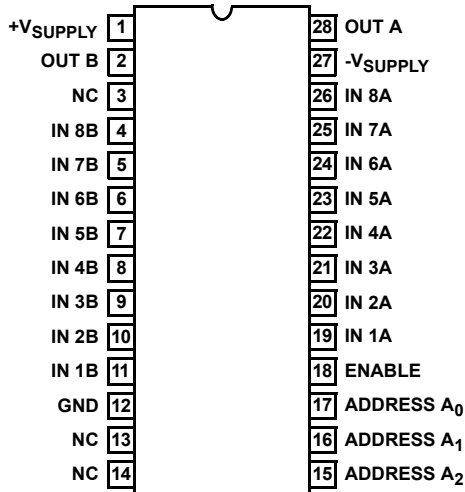 +VSUPPLY 1 28 OUT A
OUT B 2 27 -VSUPPLY
NC 3 26 IN 8A
IN 8B 4 25 IN 7A
IN 7B 5 24 IN 6A
IN 6B 6 23 IN 5A
IN 5B 7 22 IN 4A
IN 4B 8 21 IN 3A
IN 3B 9 20 IN 2A
IN 2B 10 19 IN 1A
IN 1B 11 18 ENABLE
GND 12 17 ADDRESS A0
NC 13 16 ADDRESS A1
NC 14 15 ADDRESS A2